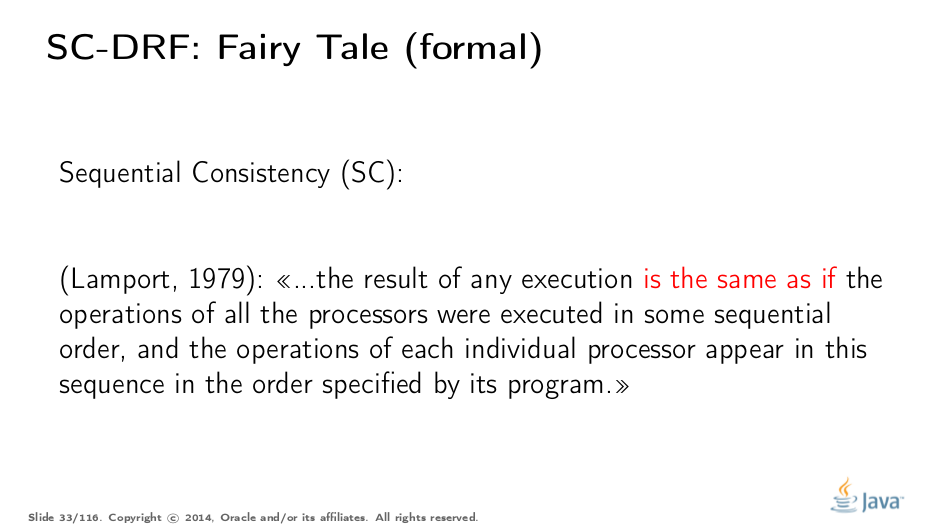 SC-DRF: Fairy Tale (formal)
Sequential Consistency (SC):
(Lamport, 1979): «...the result of any execution is the same as if the
operations of all the processors were executed in some sequential
order, and the operations of each individual processor appear in this
sequence in the order specified by its program.»
Java™
Slide 33/116. Copyright © 2014, Oracle and/or its affiliates. All rights reserved.